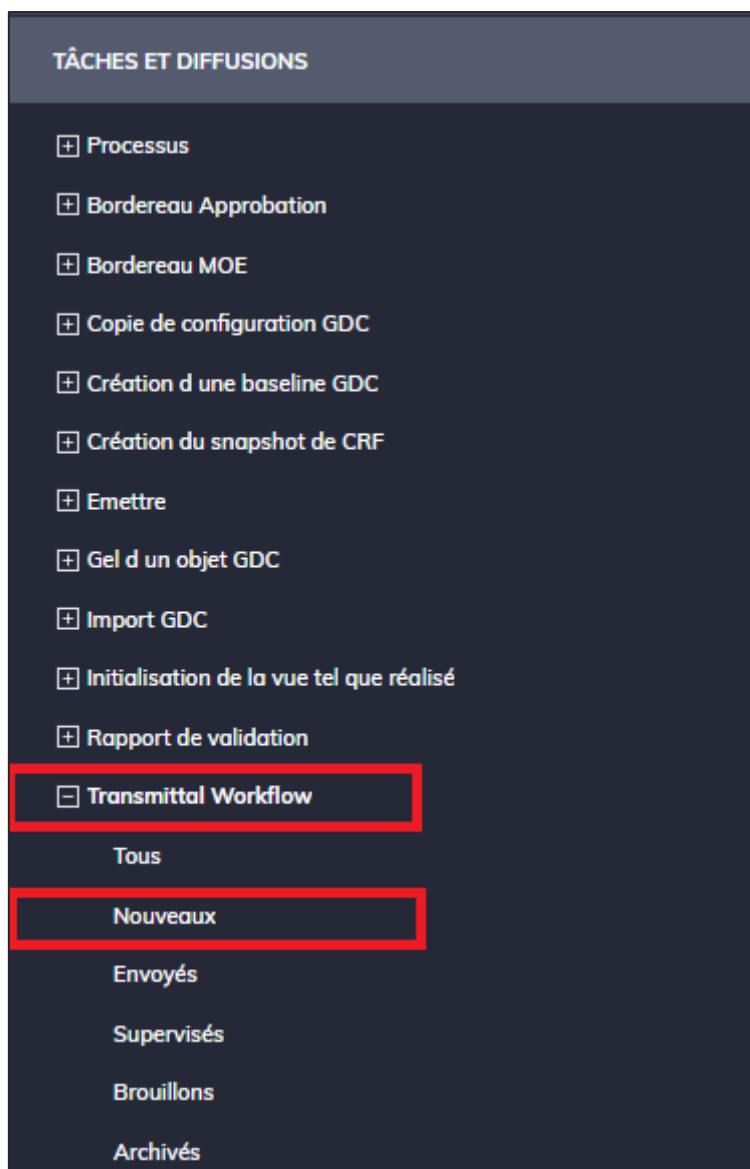 TÂCHES ET DIFFUSIONS
Processus
Bordereau Approbation
Bordereau MOE
Copie de configuration GDC
Création d une baseline GDC
Création du snapshot de CRF
Emettre
Gel d un objet GDC
Import GDC
Initialisation de la vue tel que réalisé
Rapport de validation
Transmittal Workflow
Tous
Nouveaux
Envoyés
Supervisés
Brouillons
Archivés